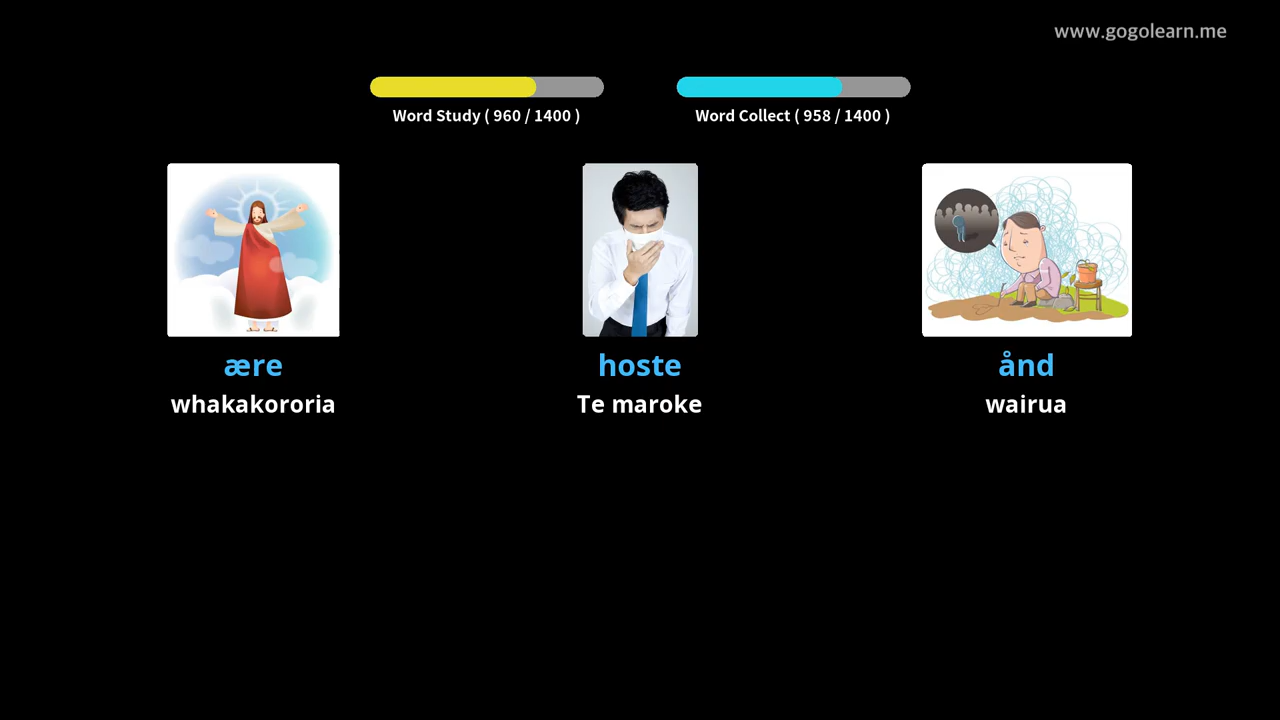 www.gogolearn.me
Word Study ( 960 / 1400 )
Word Collect ( 958 / 1400 )
ære
hoste
ånd
whakakororia
Te maroke
wairua